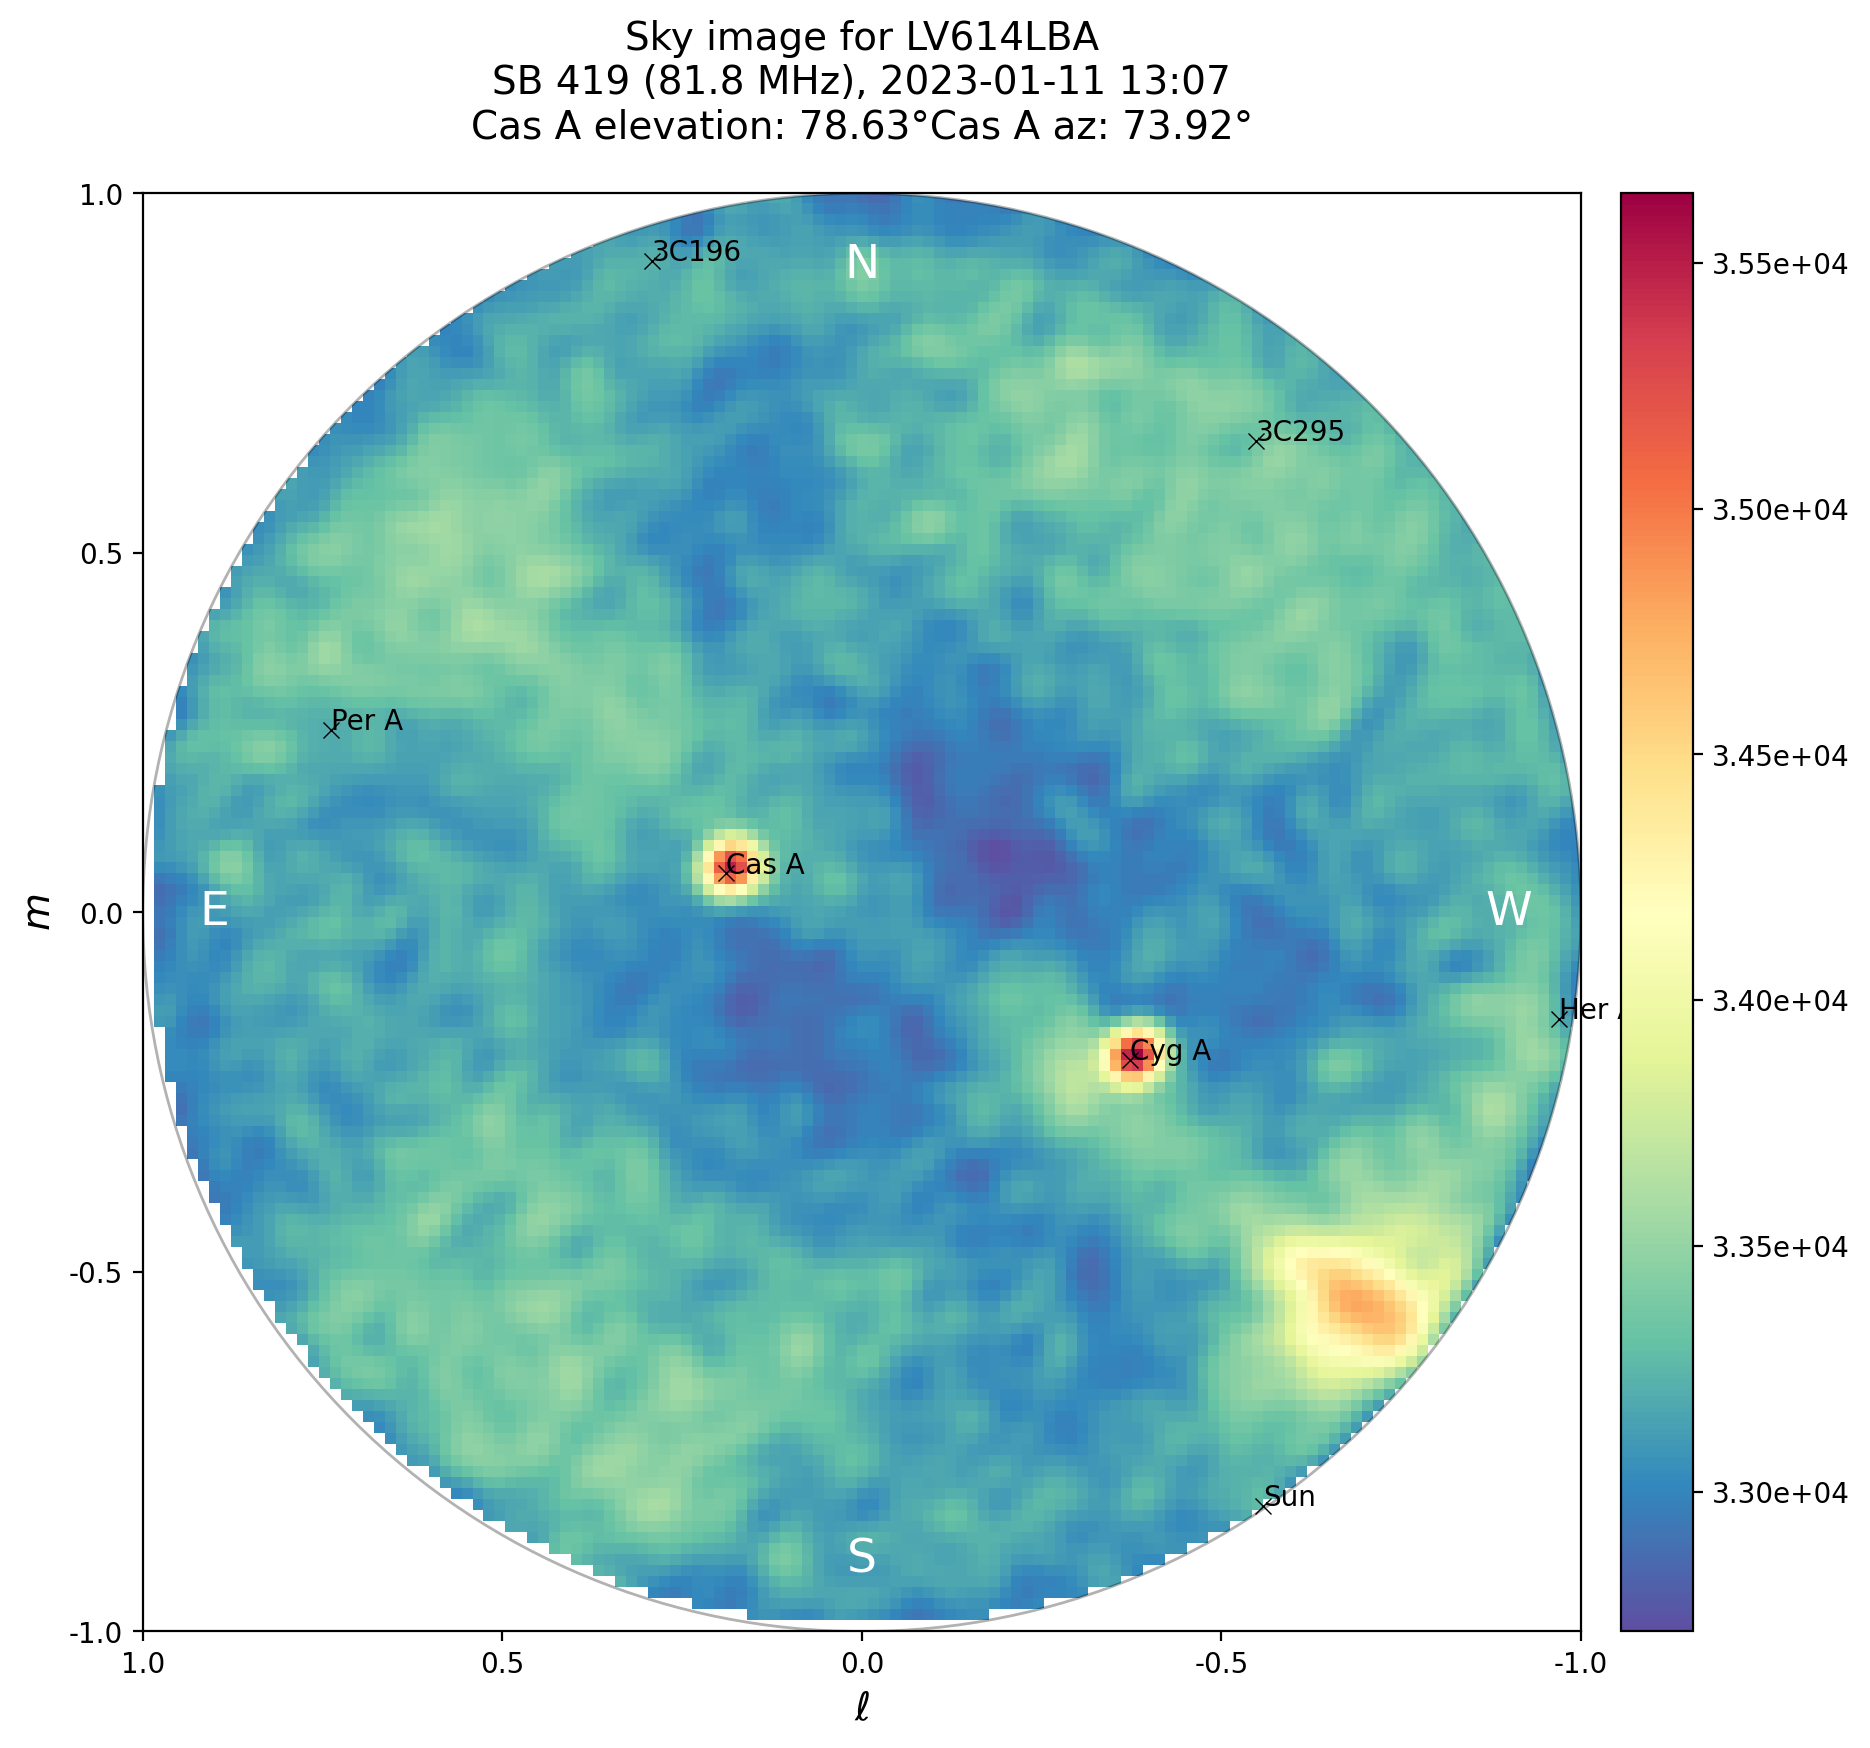 Sky image for LV614LBA
SB 419 (81.8 MHz), 2023-01-11 13:07
Cas A elevation: 78.63°Cas A az: 73.92°
1.0
0.5
0.0
-0.5
-1.0
m
1.0
0.5
0.0
-0.5
-1.0
ℓ
3C196
N
3C295
Per A
Cas A
E
W
Her A
Cyg A
Sun
S
3.55e+04
3.50e+04
3.45e+04
3.40e+04
3.35e+04
3.30e+04